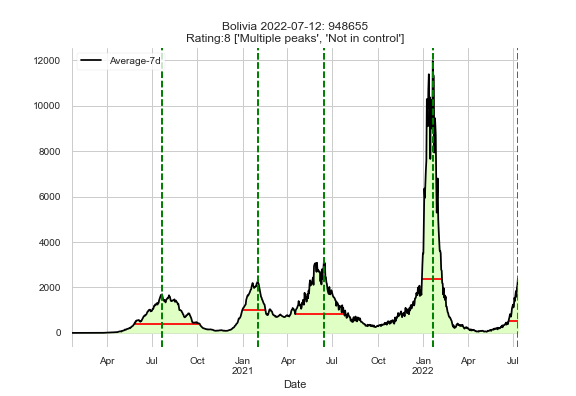 Bolivia 2022-07-12: 948655
Rating:8 ['Multiple peaks', 'Not in control']
Average-7d
12000
10000
8000
6000
4000
2000
0
Apr Jul Oct Jan Apr Jul Oct Jan Apr Jul
2021 2022
Date